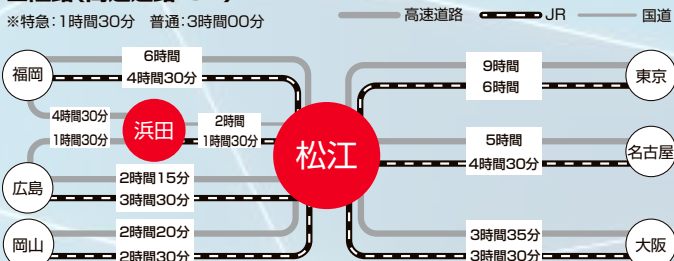 ※特急:1時間30分 普通:3時間00分
高速道路 JR 国道
福岡
6時間
4時間30分
9時間
6時間
東京
4時間30分
1時間30分
浜田
2時間
1時間30分
松江
5時間
4時間30分
名古屋
広島
2時間15分
3時間30分
岡山
2時間20分
2時間30分
3時間35分
3時間30分
大阪